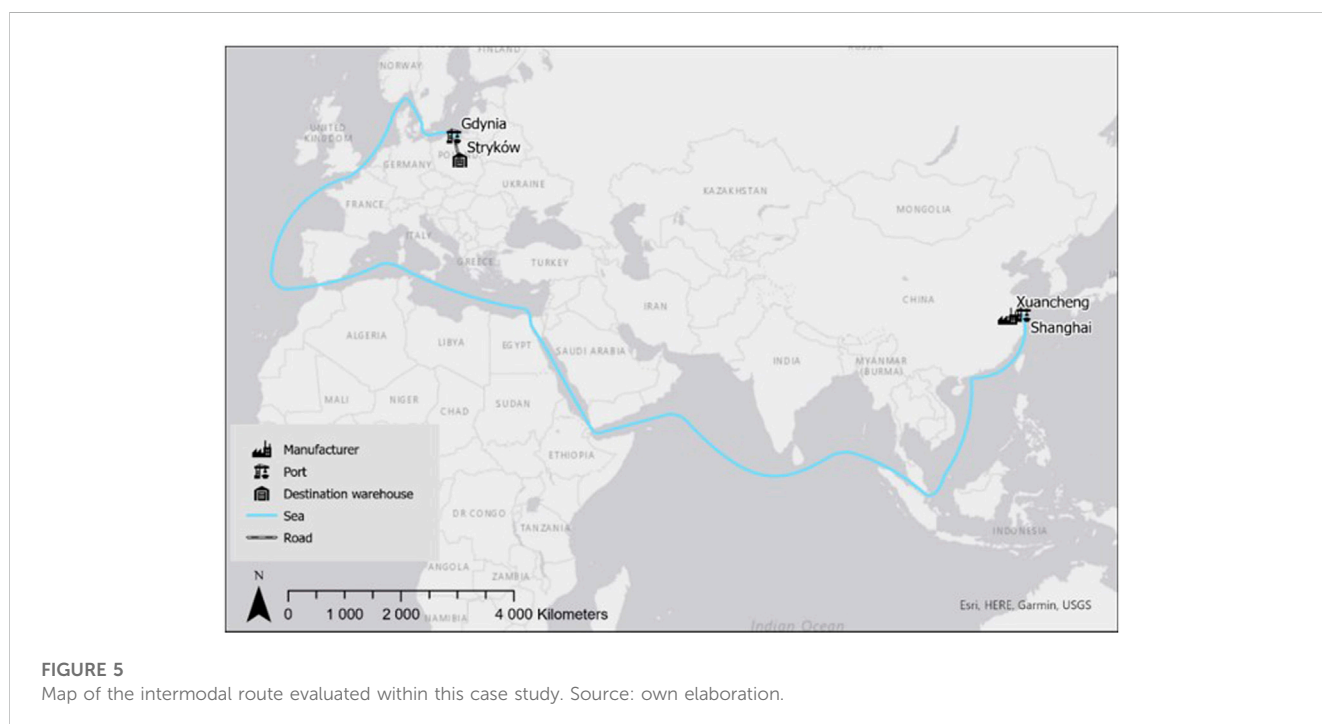 FINLAND
RUSSIA
NORWAY
UNITED
KINGDOM
Gdynia
Stryków
GERMANY
UKRAINE
KAZAKHSTAN
MONGOLIA
FRANCE
ITALY
GREECE
TURKEY
CHINA
Xuancheng
Shanghai
IRAN
ALGERIA
LIBYA
EGYPT
SAUDI ARABIA
INDIA
MYANMAR
(BURMA)
MALI
NIGER
CHAD
SUDAN
ETHIOPIA
Manufacturer
Port
Destination warehouse
Sea
Road
DR CONGO
TANZANIA
INDONESIA
ANGOLA
ZAMBIA
NAMIBIA
N
0 1 000 2 000 4 000 Kilometers
Esri, HERE, Garmin, USGS
Indian Ocean
FIGURE 5
Map of the intermodal route evaluated within this case study. Source: own elaboration.